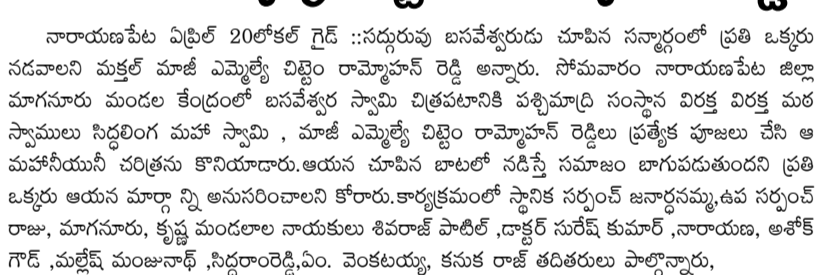 నారాయణపేట ఏప్రిల్ 20లోకల్ గైడ్ ::సద్గురువు బసవేశ్వరుడు చూపిన సన్మార్గంలో ప్రతి ఒక్కరు
నడవాలని మక్తల్ మాజీ ఎమ్మెల్యే చిట్టెం రామ్మోహన్ రెడ్డి అన్నారు. సోమవారం నారాయణపేట జిల్లా
మాగనూరు మండల కేంద్రంలో బసవేశ్వర స్వామి చిత్రపటానికి పశ్చిమాద్రి సంస్థాన విరక్త విరక్త మఠ
స్వాములు సిద్ధలింగ మహా స్వామి , మాజీ ఎమ్మెల్యే చిట్టెం రామ్మోహన్ రెడ్డిలు ప్రత్యేక పూజలు చేసి ఆ
మహానీయునీ చరిత్రను కొనియాడారు.ఆయన చూపిన బాటలో నడిస్తే సమాజం బాగుపడుతుందని ప్రతి
ఒక్కరు ఆయన మార్గా న్ని అనుసరించాలని కోరారు.కార్యక్రమంలో స్థానిక సర్పంచ్ జనార్ధనమ్మ,ఉప సర్పంచ్
రాజు, మాగనూరు, కృష్ణ మండలాల నాయకులు శివరాజ్ పాటిల్ ,డాక్టర్ సురేష్ కుమార్ ,నారాయణ, అశోక్
గౌడ్ ,మల్లేష్ మంజునాథ్ ,సిద్దరాంరెడ్డి,ఏం. వెంకటయ్య, కనుక రాజ్ తదితరులు పాల్గొన్నారు,